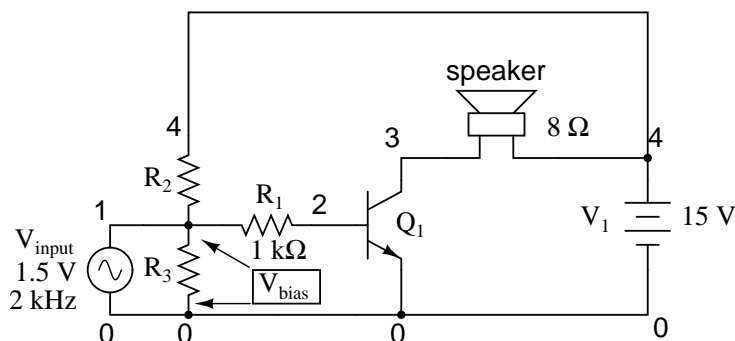 speaker
4
3
8 Ω
4
R2
R1
1
2
Q1
V1
15 V
Vinput
1.5 V
2 kHz
R3
1 kΩ
Vbias
0
0
0
0